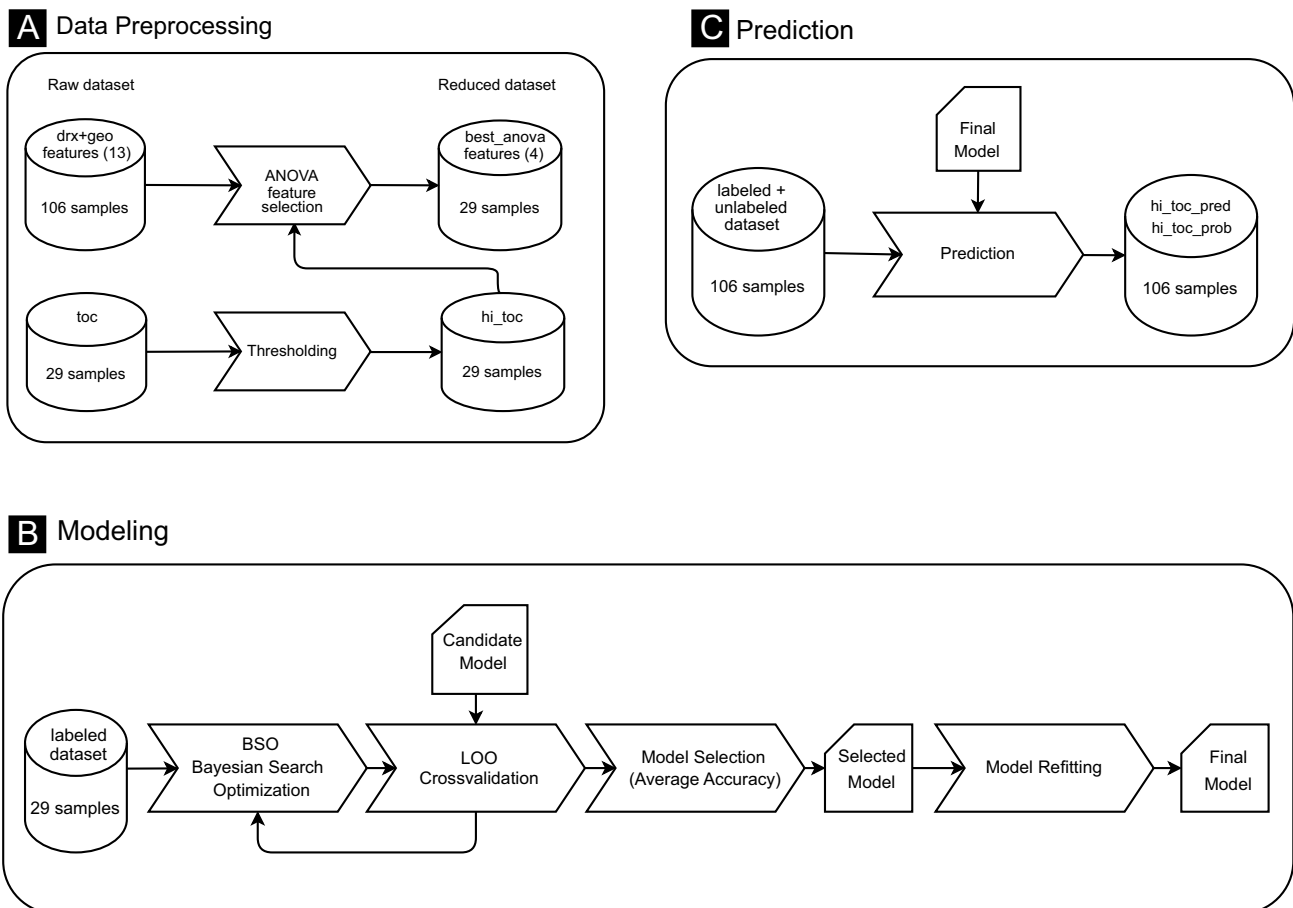 A Data Preprocessing
Raw dataset
Reduced dataset
drx+geo
features (13)
106 samples
ANOVA
feature
selection
best_anova
features (4)
29 samples
toc
29 samples
Thresholding
hi_toc
29 samples
C Prediction
Final
Model
labeled +
unlabeled
dataset
106 samples
Prediction
hi_toc_pred
hi_toc_prob
106 samples
B Modeling
Candidate
Model
labeled
dataset
29 samples
BSO
Bayesian Search
Optimization
LOO
Crossvalidation
Model Selection
(Average Accuracy)
Selected
Model
Model Refitting
Final
Model